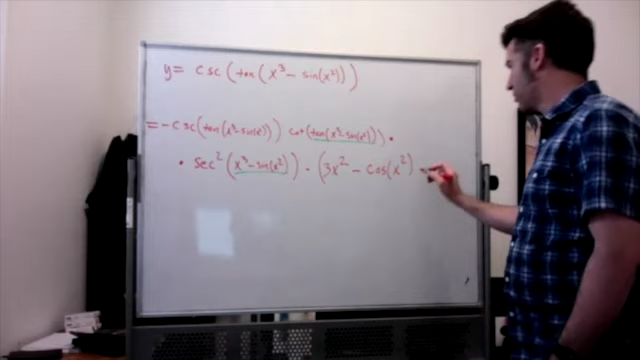 y = csc(tan(x³ - sin(x²)))
= -csc(tan(x³-sin(x²))) cot(tan(x³-sin(x²))) ·
· sec²(x³-sin(x²)) · (3x² - cos(x²)